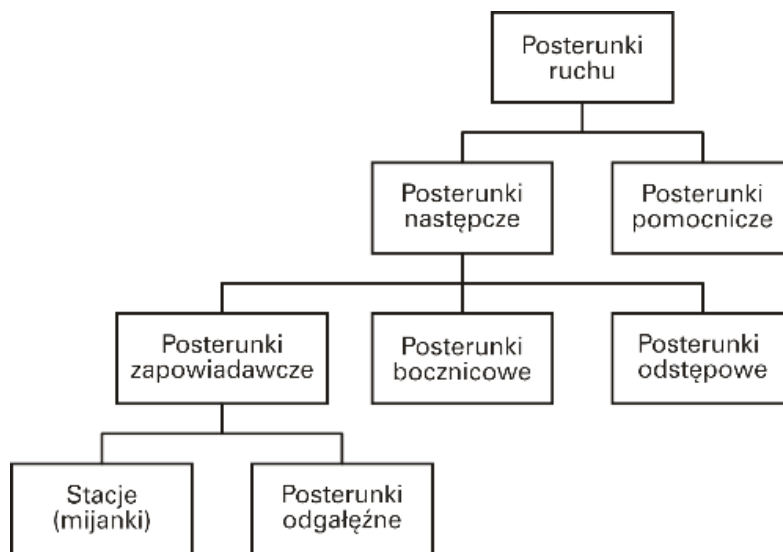 Posterunki
ruchu
Posterunki
następcze
Posterunki
pomocnicze
Posterunki
zapowiadawcze
Posterunki
bocznicowe
Posterunki
odstępowe
Stacje
(mijanki)
Posterunki
odgałęźne